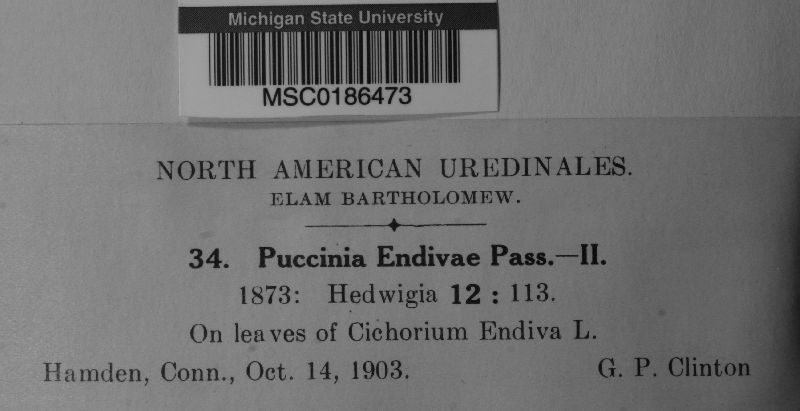 Michigan State University
MSC0186473
NORTH AMERICAN UREDINALES.
ELAM BARTHOLOMEW.
34. Puccinia Endivae Pass.—II.
1873: Hedwigia 12 : 113.
On leaves of Cichorium Endiva L.
Hamden, Conn., Oct. 14, 1903. G. P. Clinton